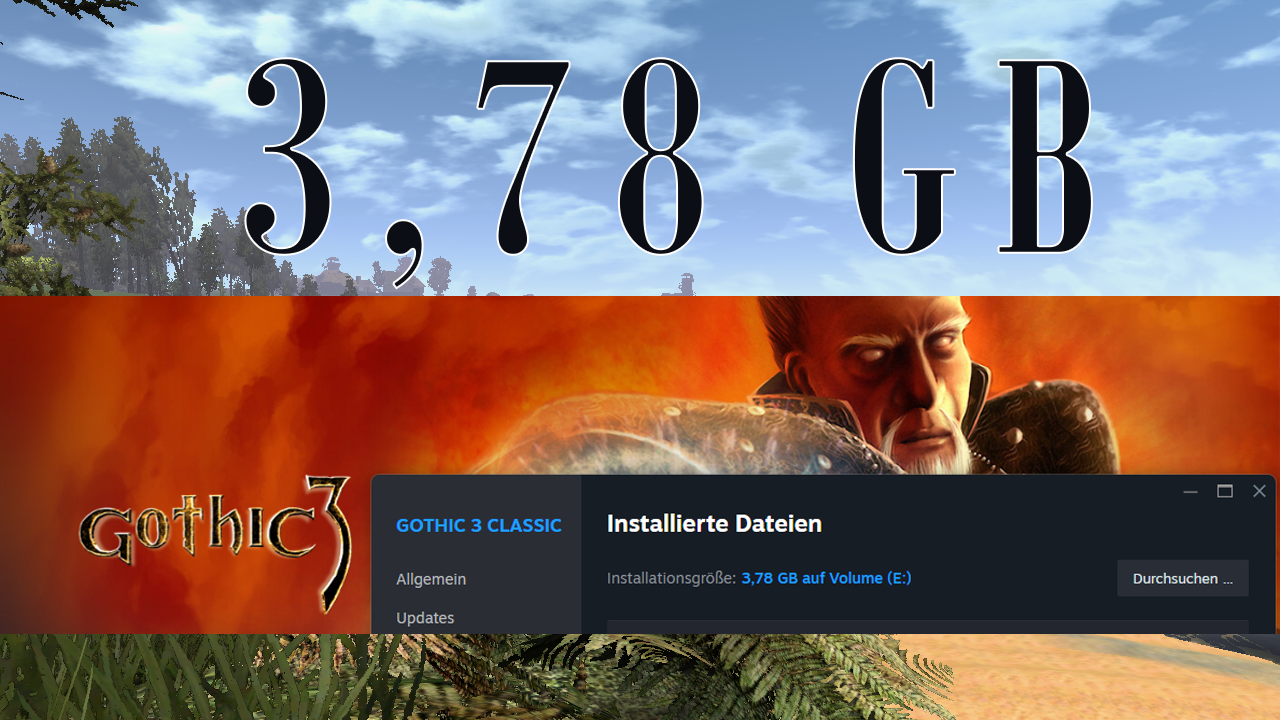 3,78 GB
GOTHIC 3
GOTHIC 3 CLASSIC
Allgemein
Updates
Installierte Dateien
Installationsgröße: 3,78 GB auf Volume (E:)
Durchsuchen ...